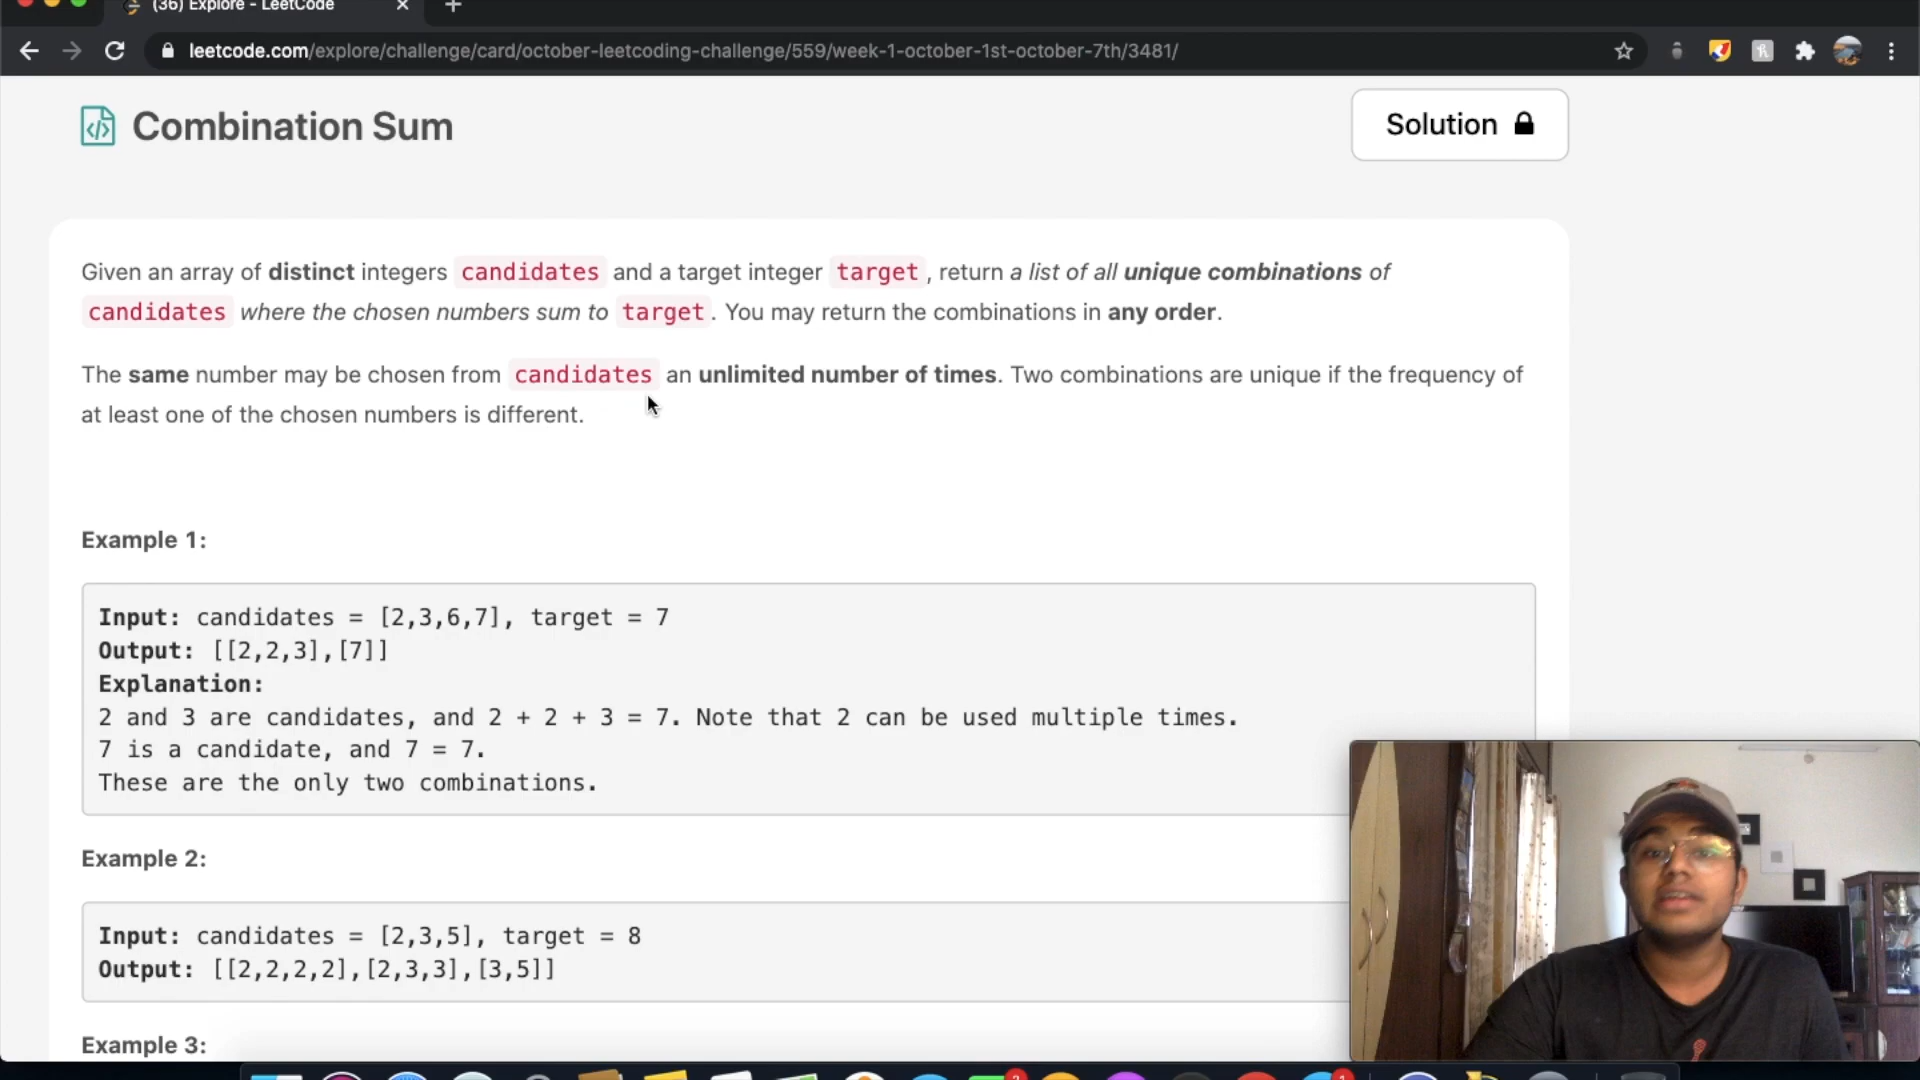 (36) Explore - LeetCode
leetcode.com/explore/challenge/card/october-leetcoding-challenge/559/week-1-october-1st-october-7th/3481/
Combination Sum
Solution
Given an array of distinct integers candidates and a target integer target, return a list of all unique combinations of
candidates where the chosen numbers sum to target. You may return the combinations in any order.
The same number may be chosen from candidates an unlimited number of times. Two combinations are unique if the frequency of
at least one of the chosen numbers is different.
Example 1:
Input: candidates = [2,3,6,7], target = 7
Output: [[2,2,3],[7]]
Explanation:
2 and 3 are candidates, and 2 + 2 + 3 = 7. Note that 2 can be used multiple times.
7 is a candidate, and 7 = 7.
These are the only two combinations.
Example 2:
Input: candidates = [2,3,5], target = 8
Output: [[2,2,2,2],[2,3,3],[3,5]]
Example 3: